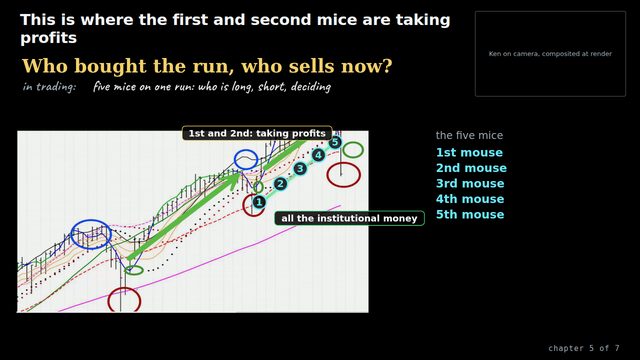 This is where the first and second mice are taking
profits
Who bought the run, who sells now?
in trading: five mice on one run: who is long, short, deciding
Ken on camera, composited at render
1st and 2nd: taking profits
5
4
3
2
1
all the institutional money
the five mice
1st mouse
2nd mouse
3rd mouse
4th mouse
5th mouse
chapter 5 of 7